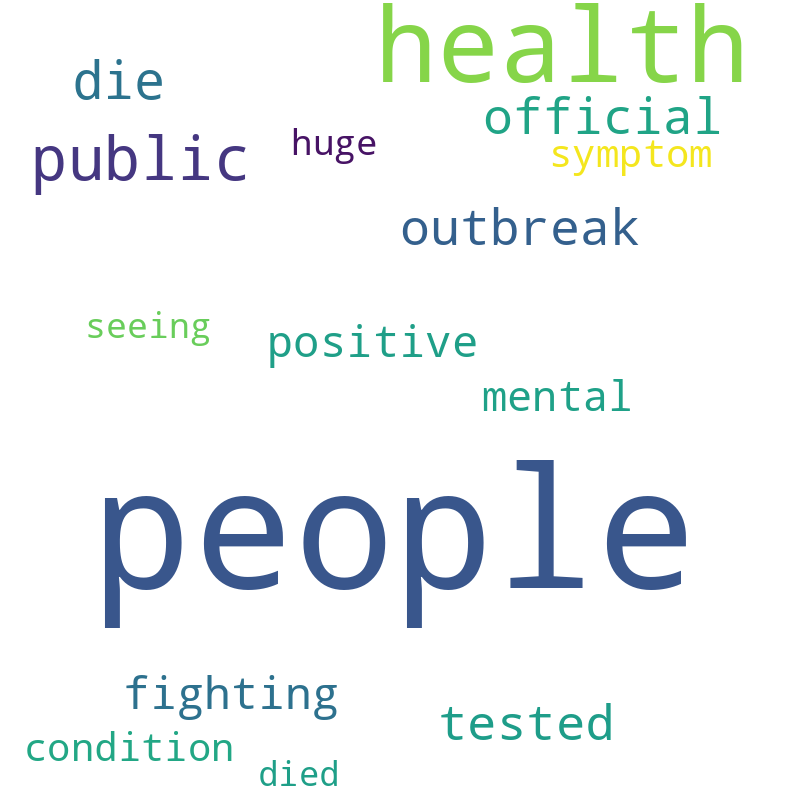 health
die
official
public
huge
symptom
outbreak
seeing
positive
mental
people
fighting
tested
condition
died